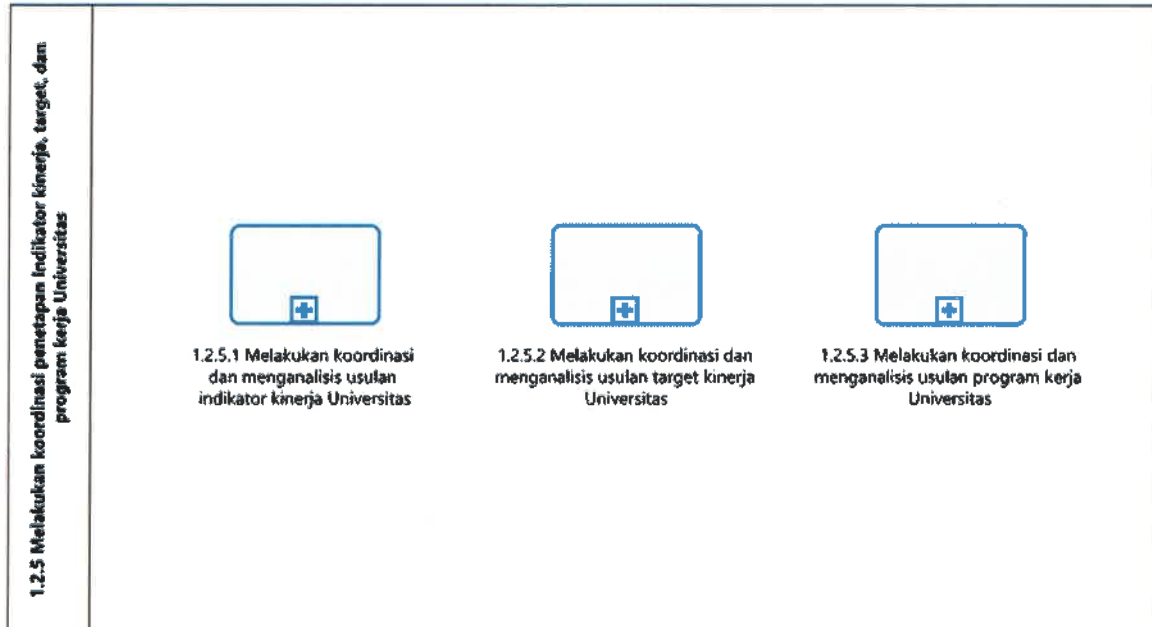 1.2.5 Melakukan koordinasi penetapan Indikator kinerja, target, dan
program kerja Universitas
1.2.5.1 Melakukan koordinasi
dan menganalisis usulan
indikator kinerja Universitas
1.2.5.2 Melakukan koordinasi dan
menganalisis usulan target kinerja
Universitas
1.2.5.3 Melakukan koordinasi dan
menganalisis usulan program kerja
Universitas